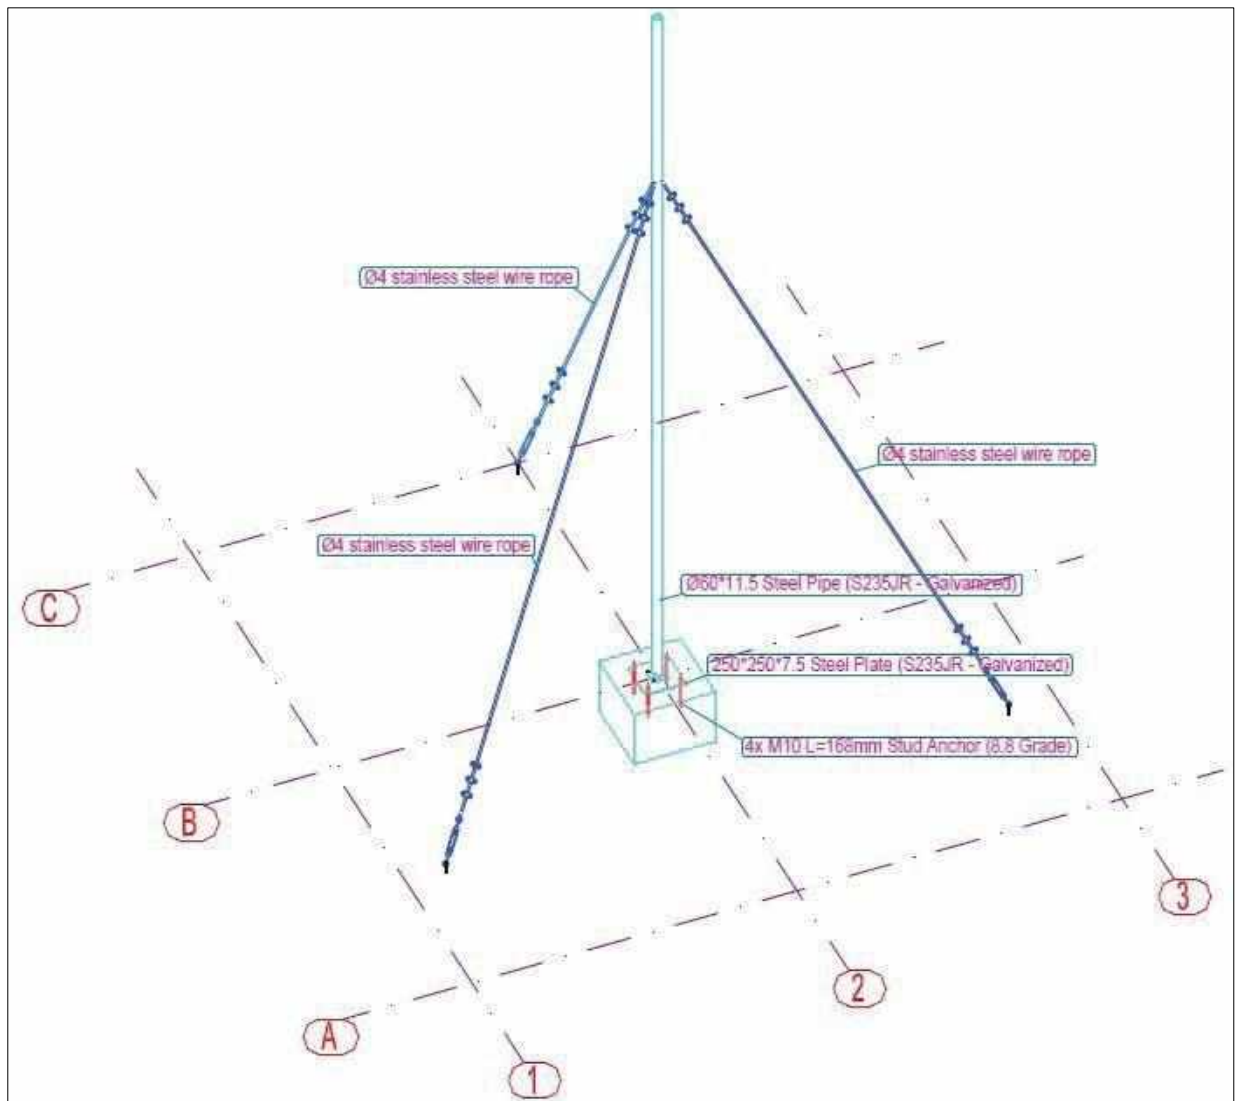 Ø4 stainless steel wire rope
Ø4 stainless steel wire rope
Ø4 stainless steel wire rope
Ø60*11.5 Steel Pipe (S235JR - Galvanized)
C
250*250*7.5 Steel Plate (S235JR - Galvanized)
4x M10 L=168mm Stud Anchor (8.8 Grade)
B
3
2
A
1